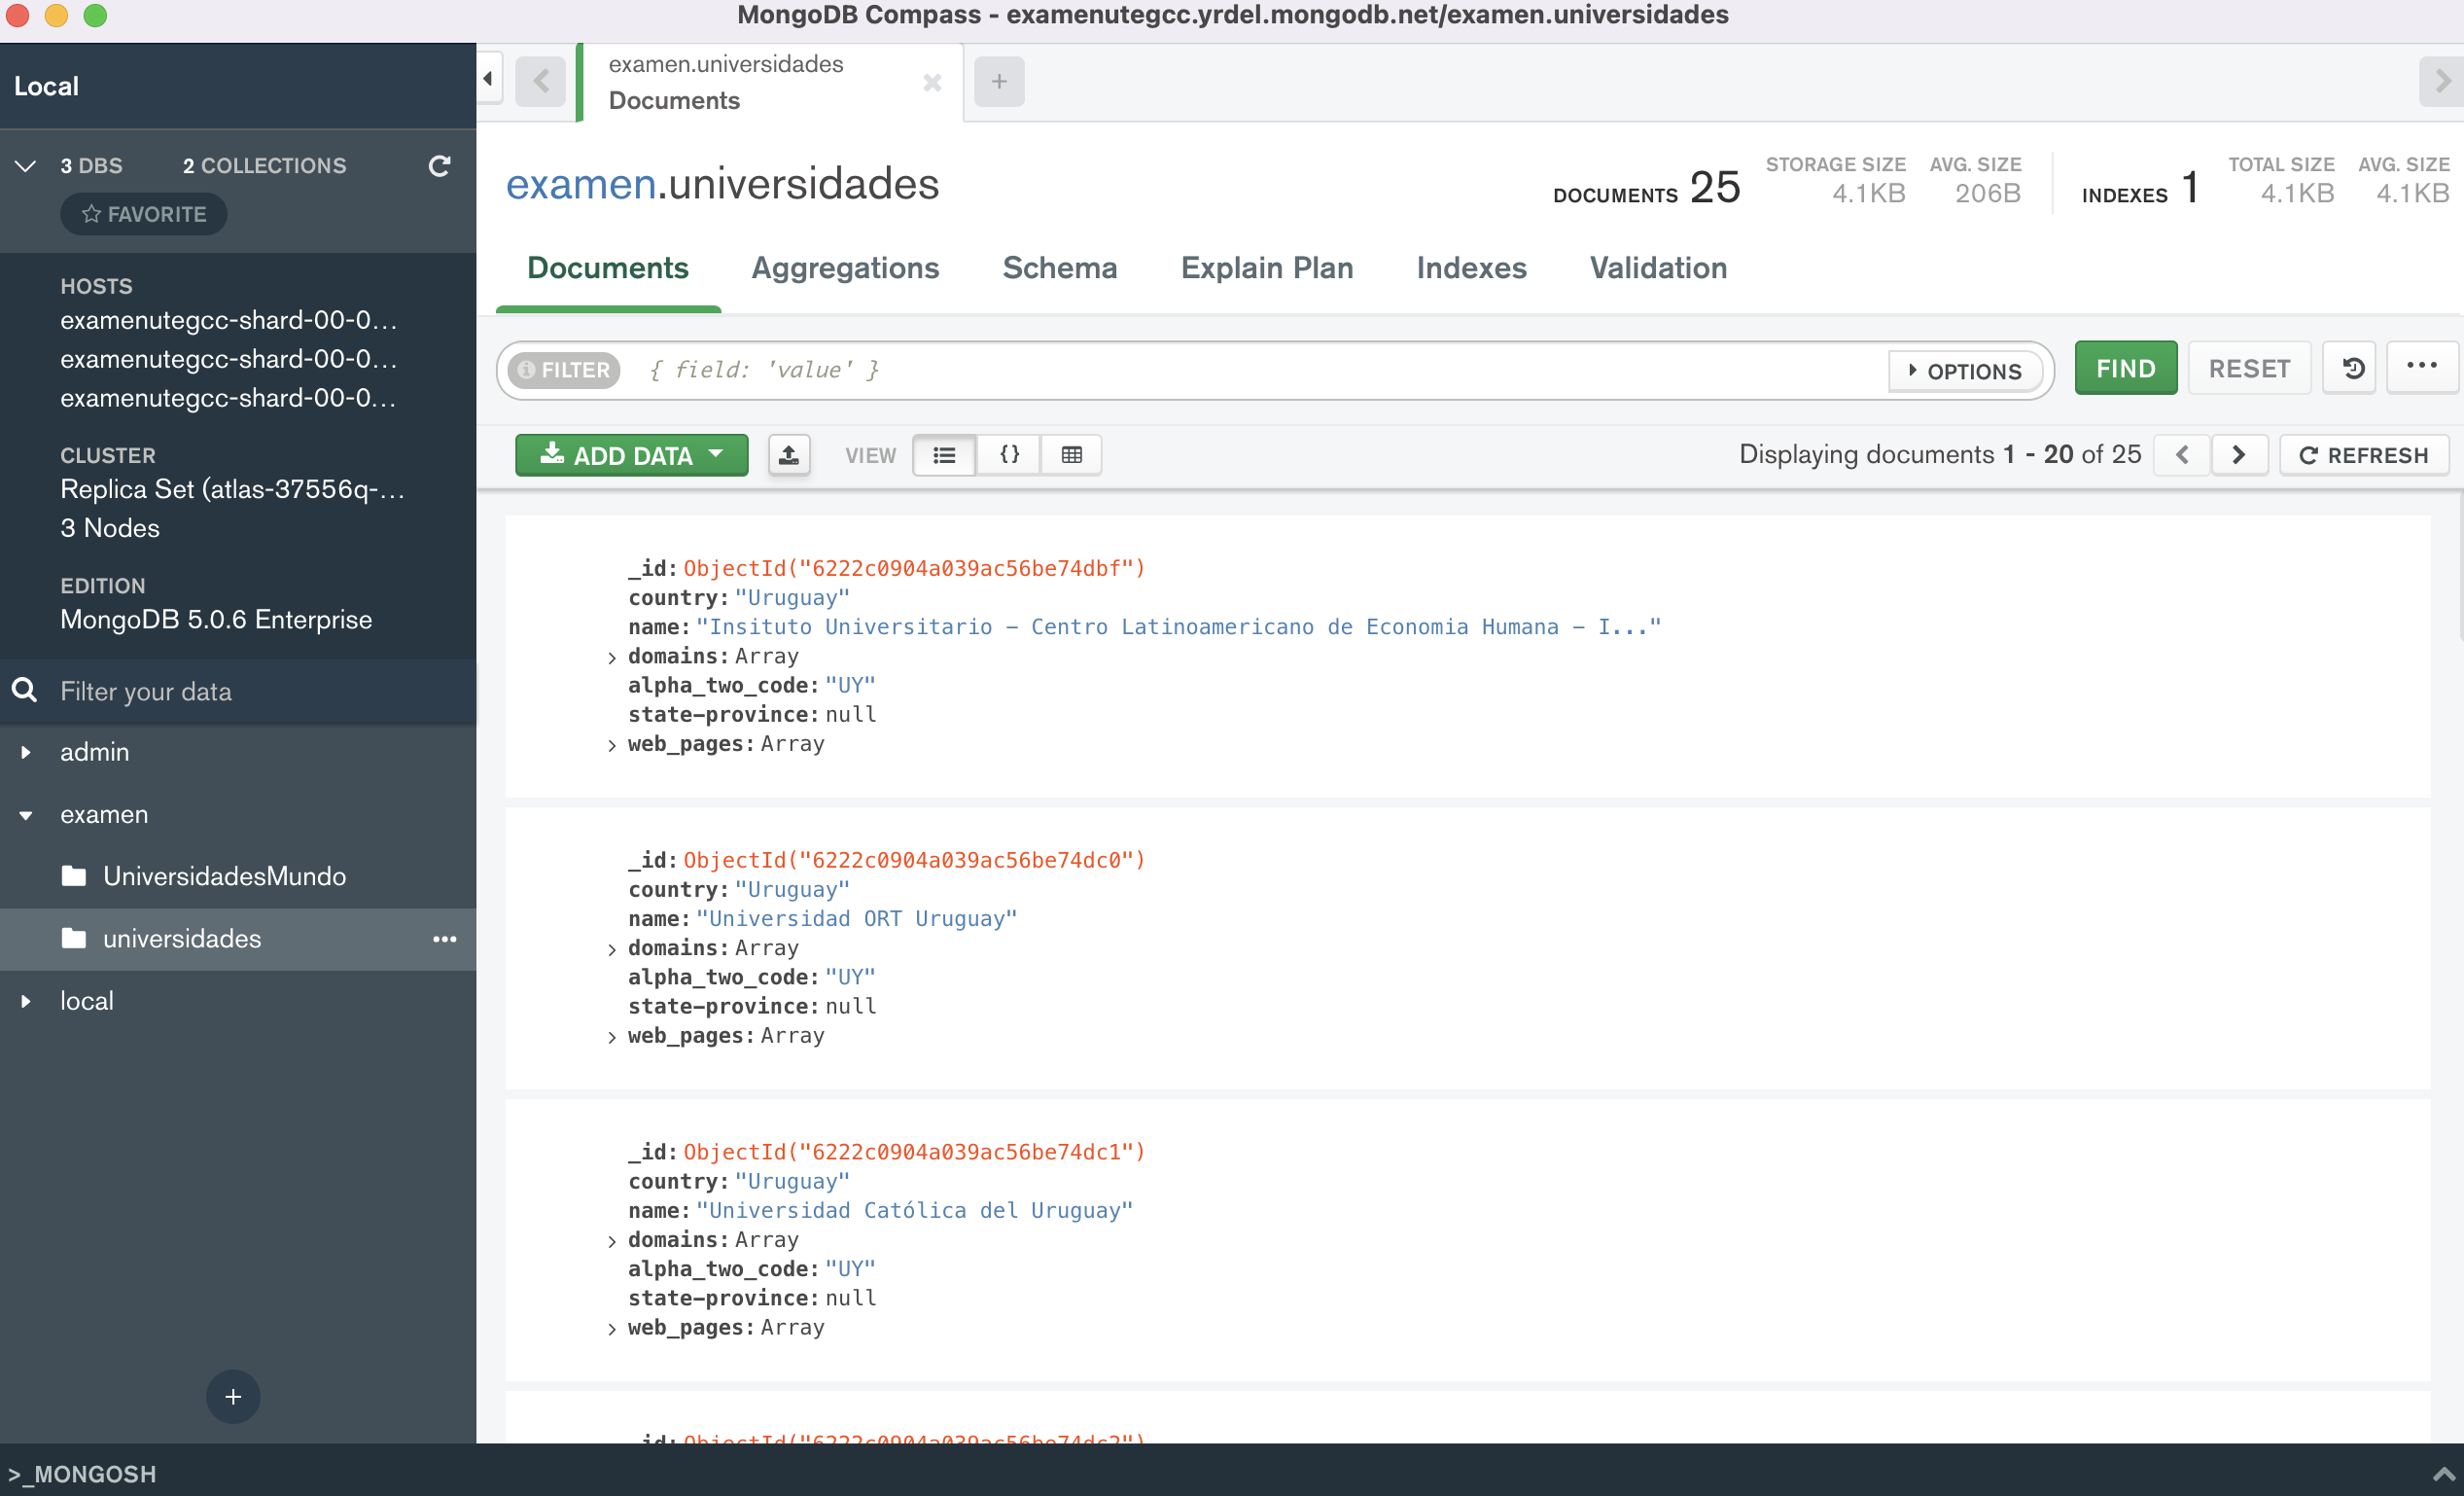 MongoDB Compass - examenutegcc.yrdel.mongodb.net/examen.universidades
Local
3 DBS 2 COLLECTIONS
FAVORITE
HOSTS
examenutegcc-shard-00-0...
examenutegcc-shard-00-0...
examenutegcc-shard-00-0...
CLUSTER
Replica Set (atlas-37556q-...
3 Nodes
EDITION
MongoDB 5.0.6 Enterprise
Filter your data
admin
examen
UniversidadesMundo
universidades
local
examen.universidades
Documents
examen.universidades
DOCUMENTS 25
STORAGE SIZE
4.1KB
AVG. SIZE
206B
INDEXES 1
TOTAL SIZE
4.1KB
AVG. SIZE
4.1KB
Documents Aggregations Schema Explain Plan Indexes Validation
FILTER { field: 'value' } OPTIONS FIND RESET
ADD DATA VIEW {} Displaying documents 1 - 20 of 25 REFRESH
_id: ObjectId("6222c0904a039ac56be74dbf")
country: "Uruguay"
name: "Insituto Universitario – Centro Latinoamericano de Economia Humana – I..."
domains: Array
alpha_two_code: "UY"
state-province: null
web_pages: Array
_id: ObjectId("6222c0904a039ac56be74dc0")
country: "Uruguay"
name: "Universidad ORT Uruguay"
domains: Array
alpha_two_code: "UY"
state-province: null
web_pages: Array
_id: ObjectId("6222c0904a039ac56be74dc1")
country: "Uruguay"
name: "Universidad Católica del Uruguay"
domains: Array
alpha_two_code: "UY"
state-province: null
web_pages: Array
_id: ObjectId("6222c0904a039ac56be74dc2")
>_MONGOSH